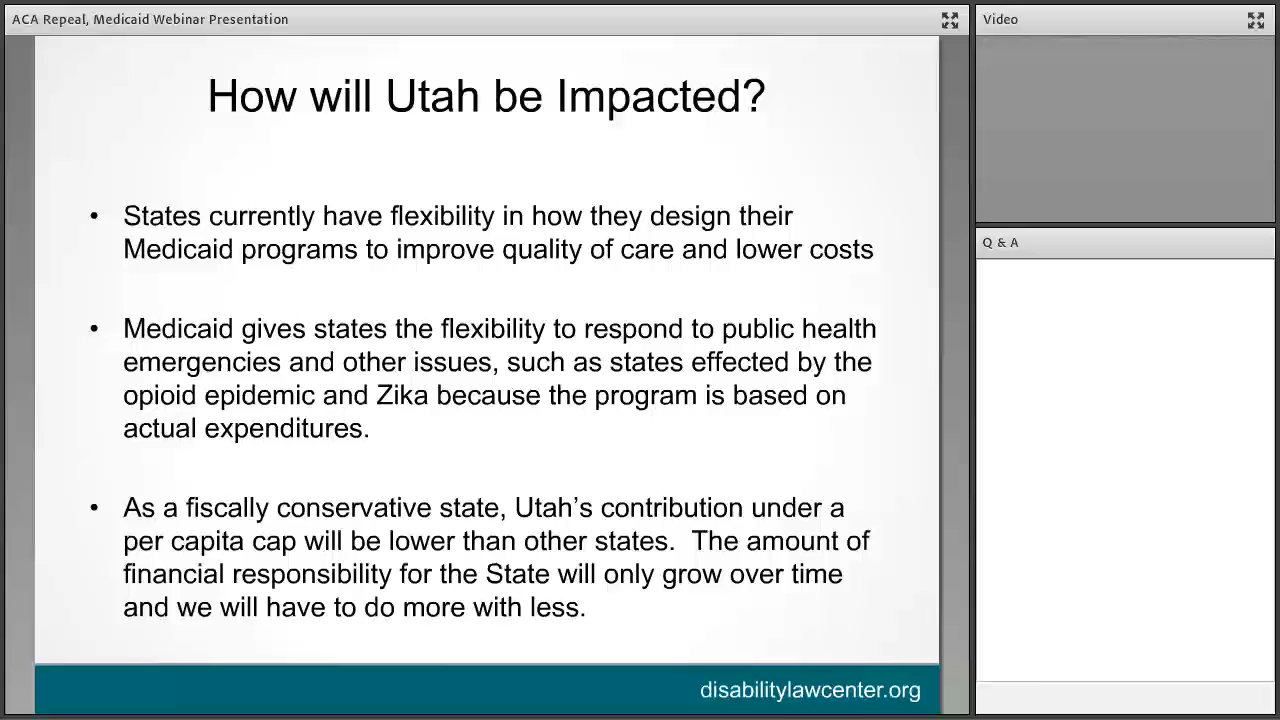 ACA Repeal, Medicaid Webinar Presentation
Video
Q & A
How will Utah be Impacted?
• States currently have flexibility in how they design their
Medicaid programs to improve quality of care and lower costs
• Medicaid gives states the flexibility to respond to public health
emergencies and other issues, such as states effected by the
opioid epidemic and Zika because the program is based on
actual expenditures.
• As a fiscally conservative state, Utah’s contribution under a
per capita cap will be lower than other states.  The amount of
financial responsibility for the State will only grow over time
and we will have to do more with less.
disabilitylawcenter.org